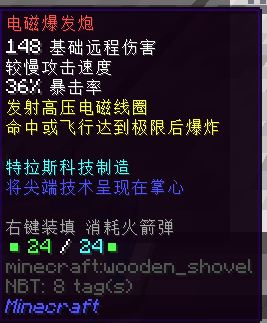 电磁爆发炮
148 基础远程伤害
较慢攻击速度
36% 暴击率
发射高压电磁线圈
命中或飞行达到极限后爆炸
特拉斯科技制造
将尖端技术呈现在掌心
右键装填 消耗火箭弹
▪ 24 / 24 ▪
minecraft:wooden_shovel
NBT: 8 tag(s)
Minecraft